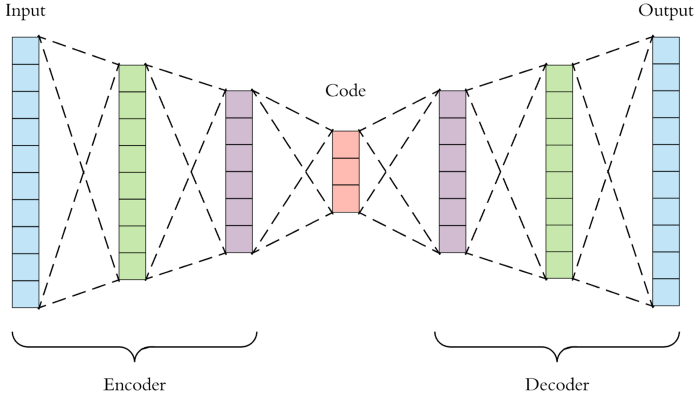 Input
Output
Code
Encoder
Decoder